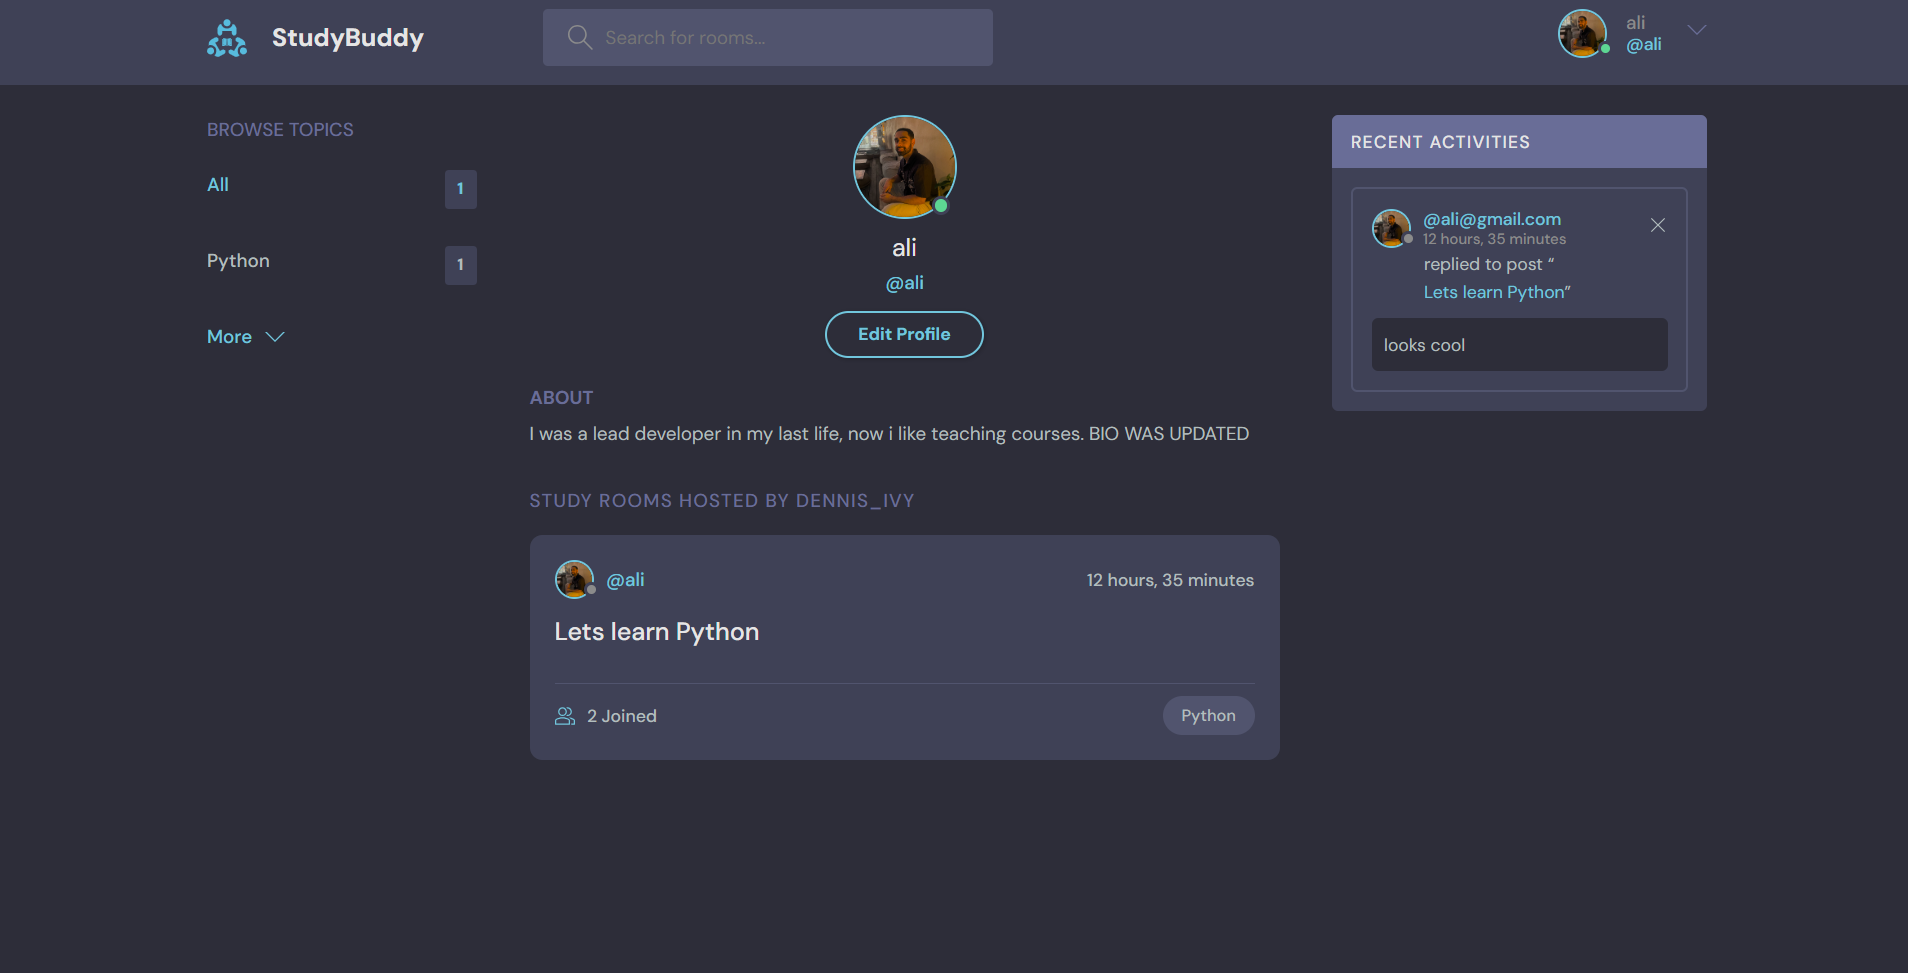 StudyBuddy
Search for rooms...
ali
@ali
BROWSE TOPICS
All 1
Python 1
More
ali
@ali
Edit Profile
ABOUT
I was a lead developer in my last life, now i like teaching courses. BIO WAS UPDATED
STUDY ROOMS HOSTED BY DENNIS_IVY
@ali 12 hours, 35 minutes
Lets learn Python
2 Joined Python
RECENT ACTIVITIES
@ali@gmail.com
12 hours, 35 minutes
replied to post “
Lets learn Python”
looks cool